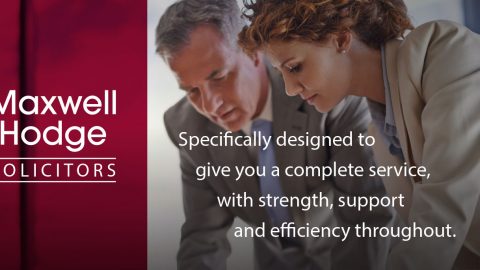 Maxwell
Hodge
OLICITORS
Specifically designed to
give you a complete service,
with strength, support
and efficiency throughout.